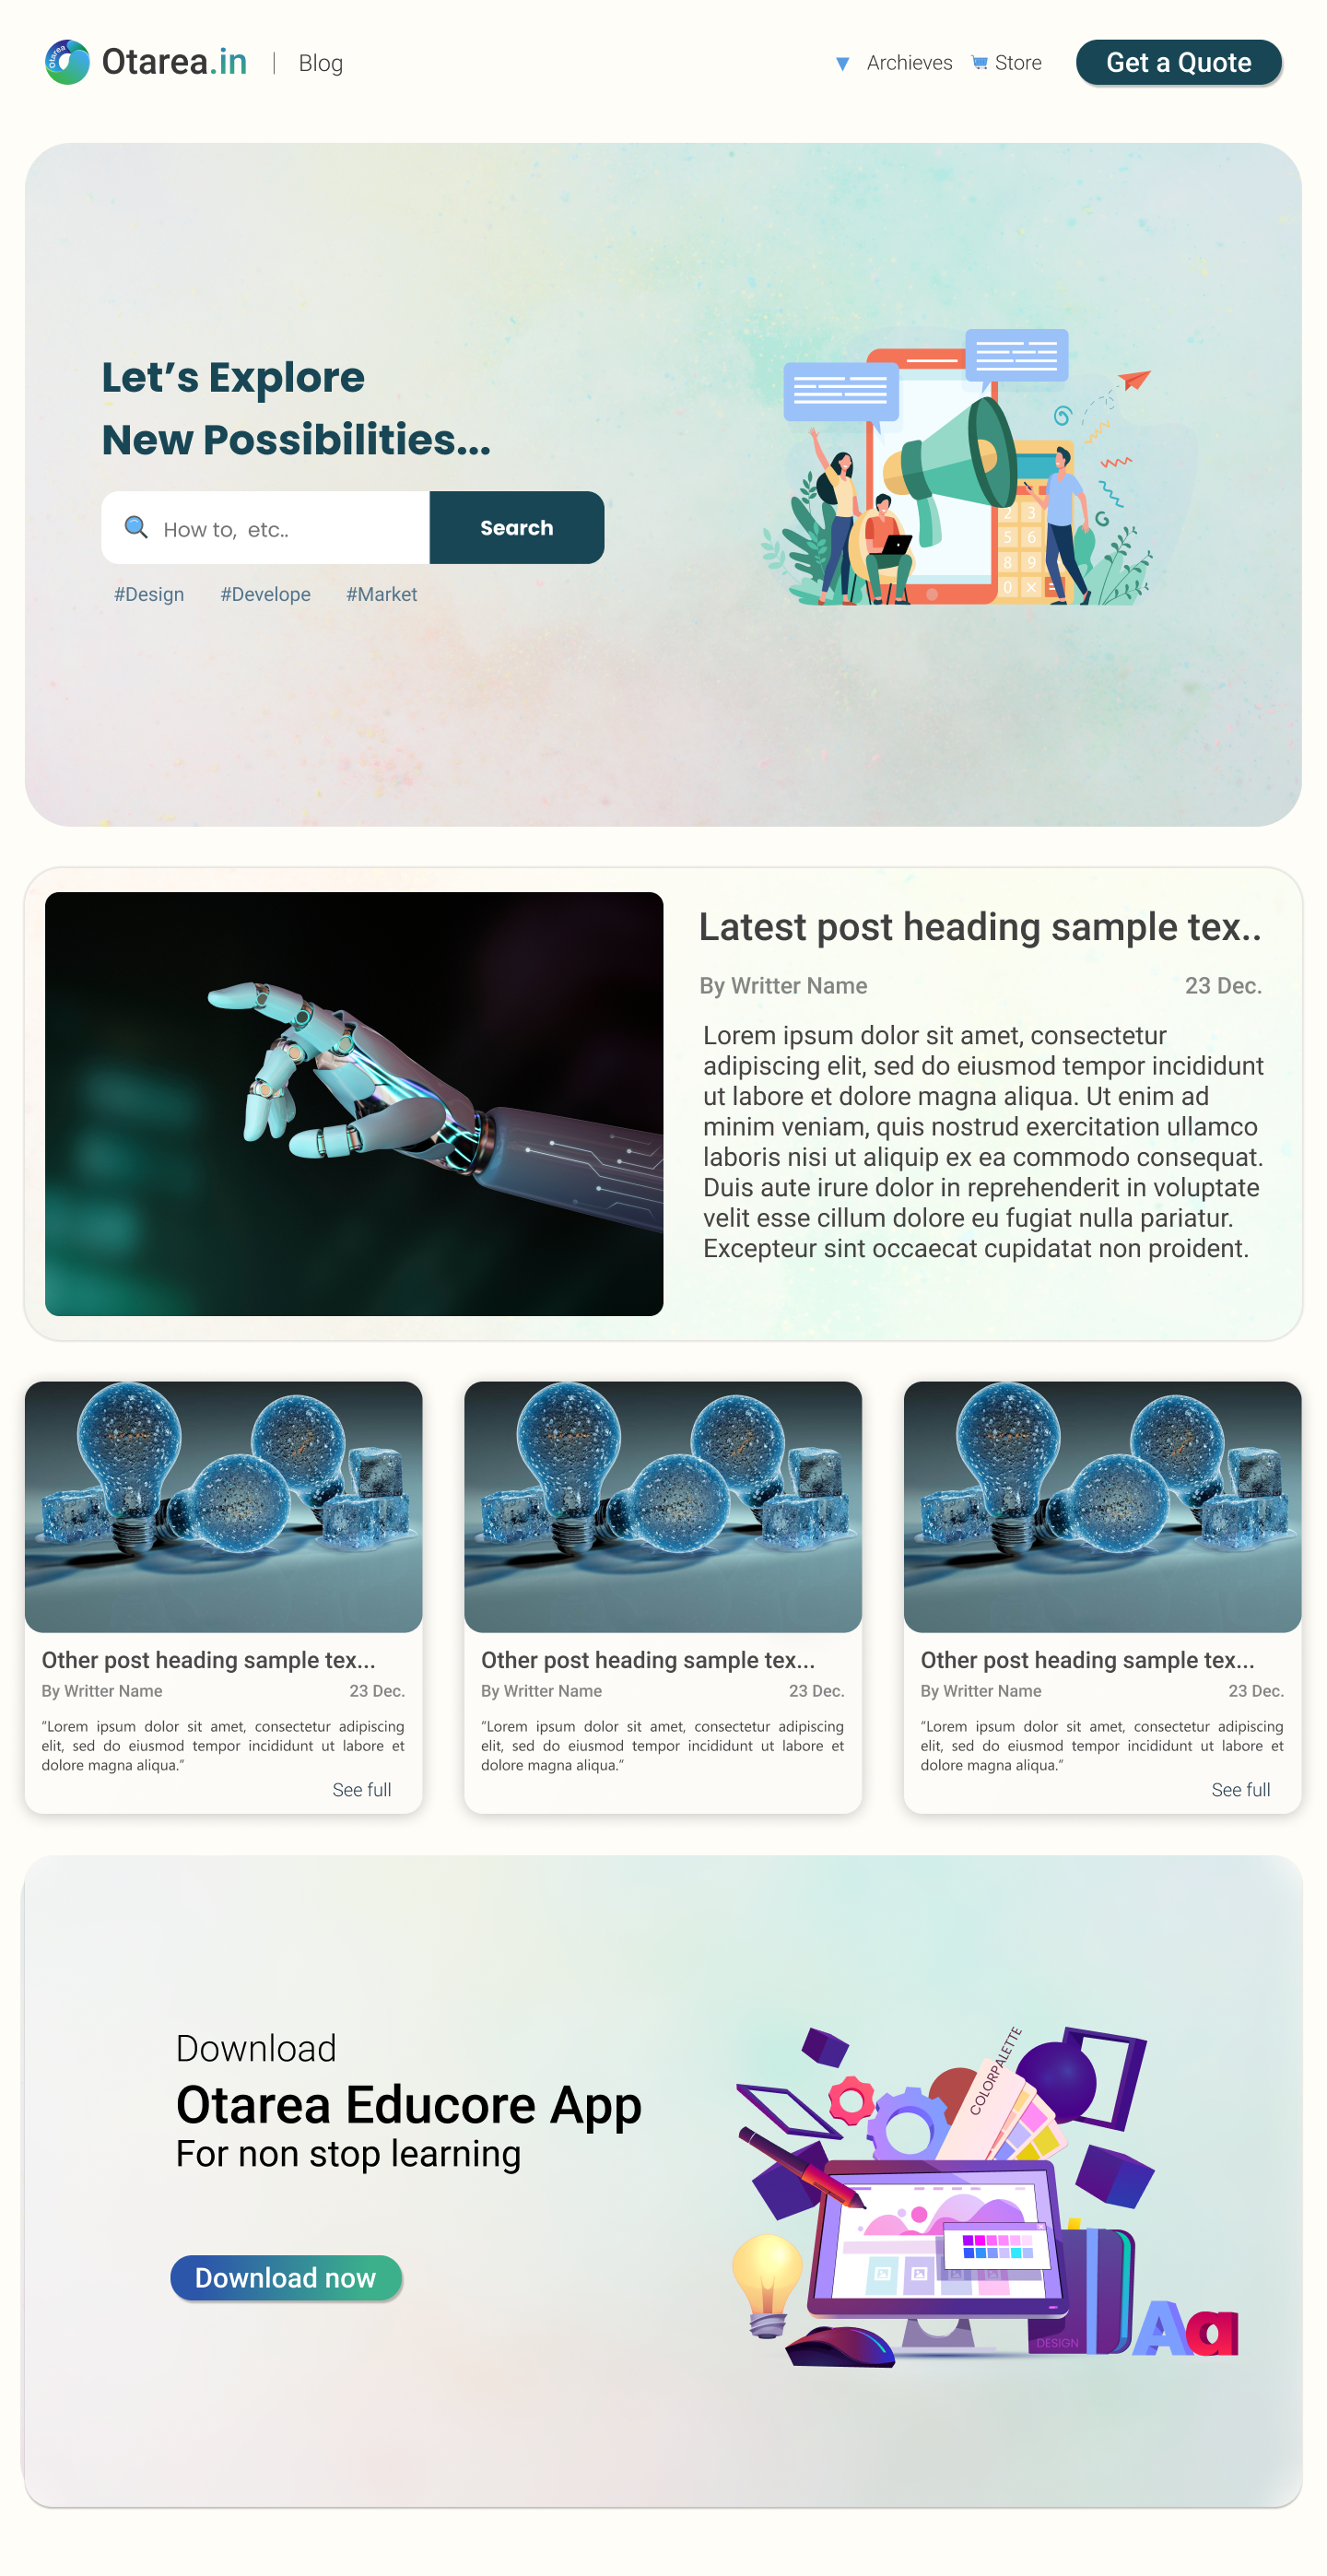 Otarea
Otarea.in | Blog
Archieves
Store
Get a Quote
Let’s Explore
New Possibilities...
How to, etc..
Search
#Design #Develope #Market
2 3
5 6
8 9
0 × =
Latest post heading sample tex..
By Writter Name 23 Dec.
Lorem ipsum dolor sit amet, consectetur
adipiscing elit, sed do eiusmod tempor incididunt
ut labore et dolore magna aliqua. Ut enim ad
minim veniam, quis nostrud exercitation ullamco
laboris nisi ut aliquip ex ea commodo consequat.
Duis aute irure dolor in reprehenderit in voluptate
velit esse cillum dolore eu fugiat nulla pariatur.
Excepteur sint occaecat cupidatat non proident.
Other post heading sample tex...
By Writter Name 23 Dec.
“Lorem ipsum dolor sit amet, consectetur adipiscing
elit, sed do eiusmod tempor incididunt ut labore et
dolore magna aliqua.”
See full
Other post heading sample tex...
By Writter Name 23 Dec.
“Lorem ipsum dolor sit amet, consectetur adipiscing
elit, sed do eiusmod tempor incididunt ut labore et
dolore magna aliqua.”
Other post heading sample tex...
By Writter Name 23 Dec.
“Lorem ipsum dolor sit amet, consectetur adipiscing
elit, sed do eiusmod tempor incididunt ut labore et
dolore magna aliqua.”
See full
Download
Otarea Educore App
For non stop learning
Download now
COLORPALETTE
DESIGN
Aa